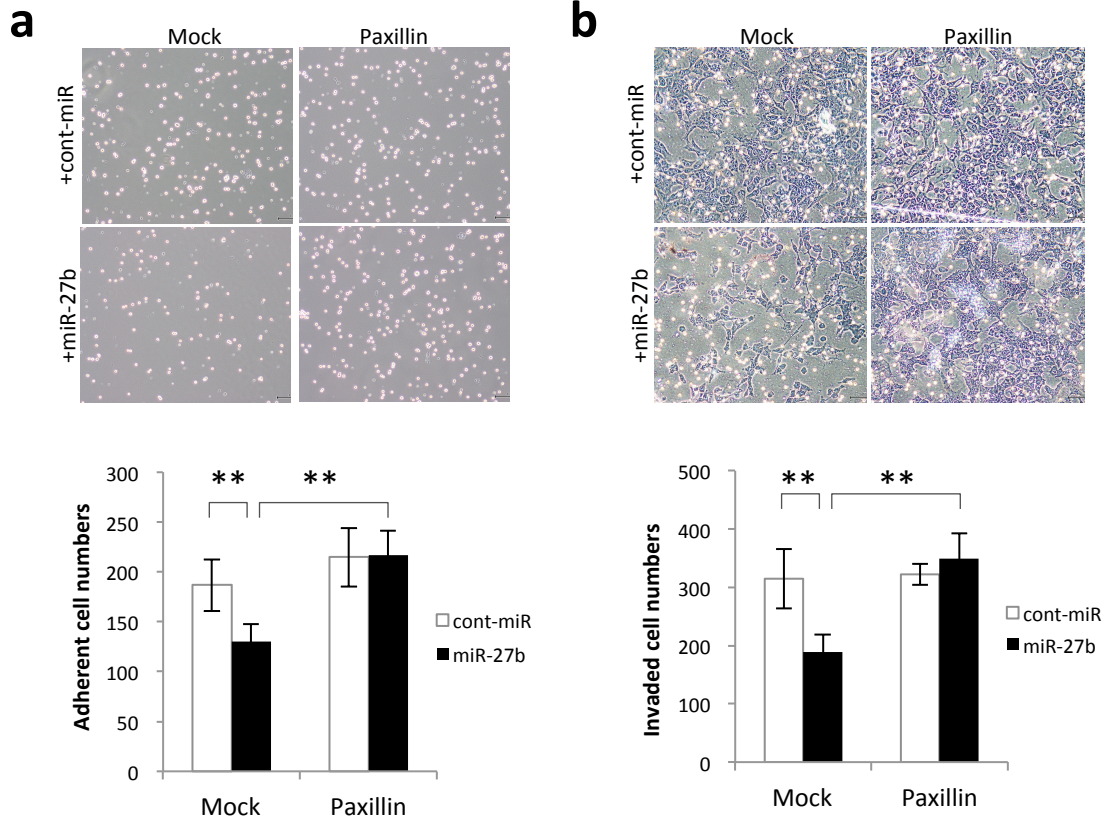 a
Mock Paxillin
+cont-miR
+miR-27b
300
250
200
150
100
50
0
Adherent cell numbers
** **
Mock Paxillin
cont-miR
miR-27b
b
Mock Paxillin
+cont-miR
+miR-27b
500
400
300
200
100
0
Invaded cell numbers
** **
Mock Paxillin
cont-miR
miR-27b